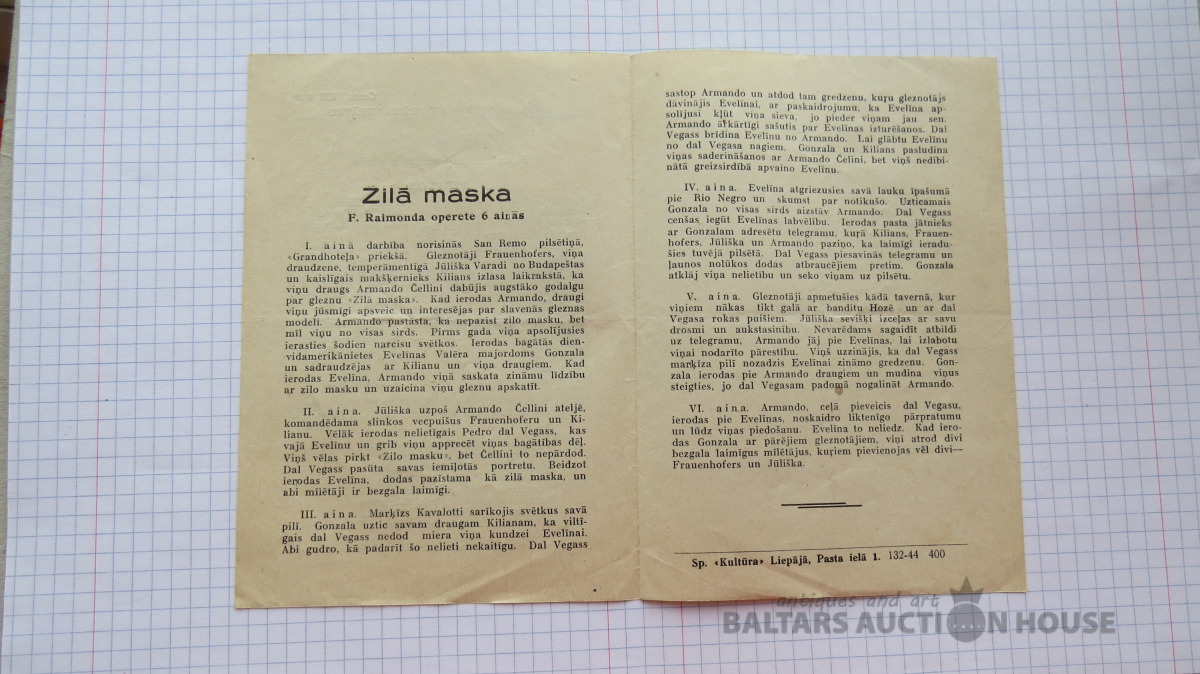 Zilā maska
F. Raimonda operete 6 ainās
I. ainā darbība norisinās San Remo pilsētiņā,
«Grandhoteļa» priekšā. Gleznotāji Frauenhofers, viņa
draudzene, temperāmentīgā Jūliška Varadi no Budapeštas
un kaislīgais makšķernieks Kilians izlasa laikrakstā, ka
viņu draugs Armando Čellini dabūjis augstāko godalgu
par gleznu «Zilā maska». Kad ierodas Armando, draugi
viņu jūsmīgi apsveic un interesējas par slavenās gleznas
modeli. Armando pastāsta, ka nepazīst zilo masku, bet
mīl viņu no visas sirds. Pirms gada viņa apsolījusies
ierasties šodien narcisu svētkos. Ierodas bagātās dien-
vidamerikānietes Evelīnas Valēra majordoms Gonzala
un sadraudzējas ar Kilianu un viņa draugiem. Kad
ierodas Evelīna, Armando viņā saskata zināmu līdzību
ar zilo masku un uzaicina viņu gleznu apskatīt.
II. aina. Jūliška uzpoš Armando Čellini ateljē,
komandēdama slinkos vecpuišus Frauenhoferu un Ki-
lianu. Vēlāk ierodas nelietīgais Pedro dal Vegass, kas
vajā Evelīnu un grib viņu apprecēt viņas bagātības dēļ.
Viņš vēlas pirkt «Zilo masku», bet Čellini to nepārdod.
Dal Vegass pasūta savas iemīļotās portretu. Beidzot
ierodas Evelīna, dodas pazīstama kā zilā maska, un
abi mīlētāji ir bezgala laimīgi.
III. aina. Marķīzs Kavalotti sarīkojis svētkus savā
pilī. Gonzala uztic savam draugam Kilianam, ka viltī-
gais dal Vegass nedod miera viņa kundzei Evelīnai.
Abi gudro, kā padarīt šo nelieti nekaitīgu. Dal Vegass
sastop Armando un atdod tam gredzenu, kuŗu gleznotājs
dāvinājis Evelīnai, ar paskaidrojumu, ka Evelīna ap-
solījusi kļūt viņa sieva, jo pieder viņam jau sen.
Armando ātkārtīgi sašutis par Evelīnas izturēšanos. Dal
Vegass brīdina Evelīnu no Armando. Lai glābtu Evelīnu
no dal Vegasa nagiem, Gonzala un Kilians pasludina
viņas saderināšanos ar Armando Čelini, bet viņš nedibi-
nātā greizsirdībā apvaino Evelīnu.
IV. aina. Evelīna atgriezusies savā lauku īpašumā
pie Rio Negro un skumst par notikušo. Uzticamais
Gonzala no visas sirds aizstāv Armando. Dal Vegass
cenšas iegūt Evelīnas labvēlību. Ierodas pasta jātnieks
ar Gonzalam adresētu telegramu, kuŗā Kilians, Frauen-
hofers, Jūliška un Armando paziņo, ka laimīgi ieradu-
šies tuvējā pilsētā. Dal Vegass piesavinās telegramu un
ļaunos nolūkos dodas atbraucējiem pretim. Gonzala
atklāj viņa nelietību un seko viņam uz pilsētu.
V. aina. Gleznotāji apmetušies kādā tavernā, kur
viņiem nākas tikt galā ar bandītu Hozē un ar dal
Vegasa rokas puišiem. Jūliška sevišķi izceļas ar savu
drosmi un aukstasinību. Nevarēdams sagaidīt atbildi
uz telegramu, Armando jāj pie Evelīnas, lai izlabotu
viņai nodarīto pārestību. Viņš uzzinājis, ka dal Vegass
marķīza pilī nozadzis Evelīnai zināmo gredzenu. Gon-
zala ierodas pie Armando draugiem un mudina viņus
steigties, jo dal Vegasam padomā nogalināt Armando.
VI. aina. Armando, ceļā pieveicis dal Vegasu,
ierodas pie Evelīnas, noskaidro liktenīgo pārpratumu
un lūdz viņas piedošanu. Evelīna to neliedz. Kad iero-
das Gonzala ar pārējiem gleznotājiem, viņi atrod divi
bezgala laimīgus mīlētājus, kuŗiem pievienojas vēl divi—
Frauenhofers un Jūliška.
Sp. «Kultūra» Liepājā, Pasta ielā 1. 132-44 400
antiques and art
BALTARS AUCTION HOUSE